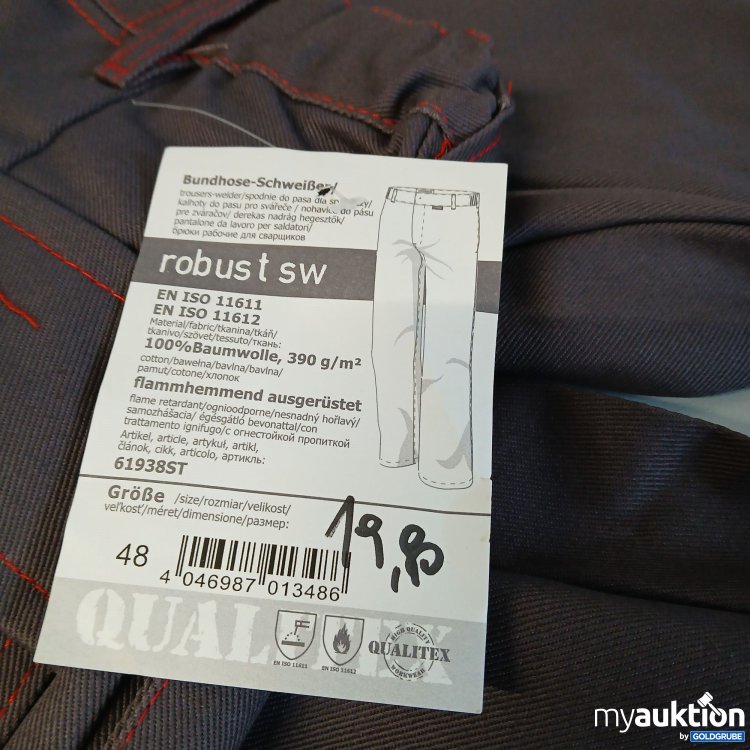 Bundhose-Schweißer/
trousers-welder/spodnie do pasa dla
kalhoty do pasu pro svářeče / nohavice do pásu
pre zváračov/ derekas nadrág hegesztők/
pantalone da lavoro per saldatori/
брюки рабочие для сварщиков
robust sw
EN ISO 11611
EN ISO 11612
Material/fabric/tkanina/tkáň/
tkanivo/szövet/tessuto/ткань:
100%Baumwolle, 390 g/m²
cotton/bawełna/bavlna/bavlna/
pamut/cotone/хлопок
flammhemmend ausgerüstet
flame retardant/ognioodporne/nesnadný hořlavý/
samozhášacia/ égésgátló bevonattal/con
trattamento ignifugo/с огнестойкой пропиткой
Artikel, article, artykuł, artikl,
článok, cikk, articolo, артикль:
61938ST
Größe /size/rozmiar/velikost/
veľkosť/méret/dimensione/размер:
19,90
48
4 046987 013486
QUALITEX
EN ISO 11611
EN ISO 11612
HIGH QUALITY
QUALITEX
WORKWEAR
myauktion
by GOLDGRUBE